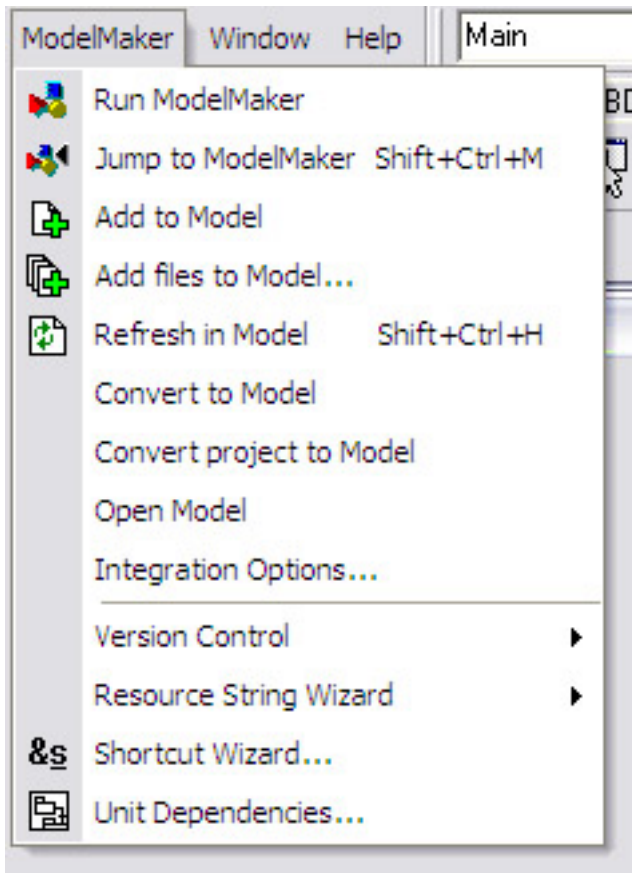 ModelMaker Window Help Main
Run ModelMaker
Jump to ModelMaker Shift+Ctrl+M
Add to Model
Add files to Model...
Refresh in Model Shift+Ctrl+H
Convert to Model
Convert project to Model
Open Model
Integration Options...
Version Control
Resource String Wizard
&s Shortcut Wizard...
Unit Dependencies...